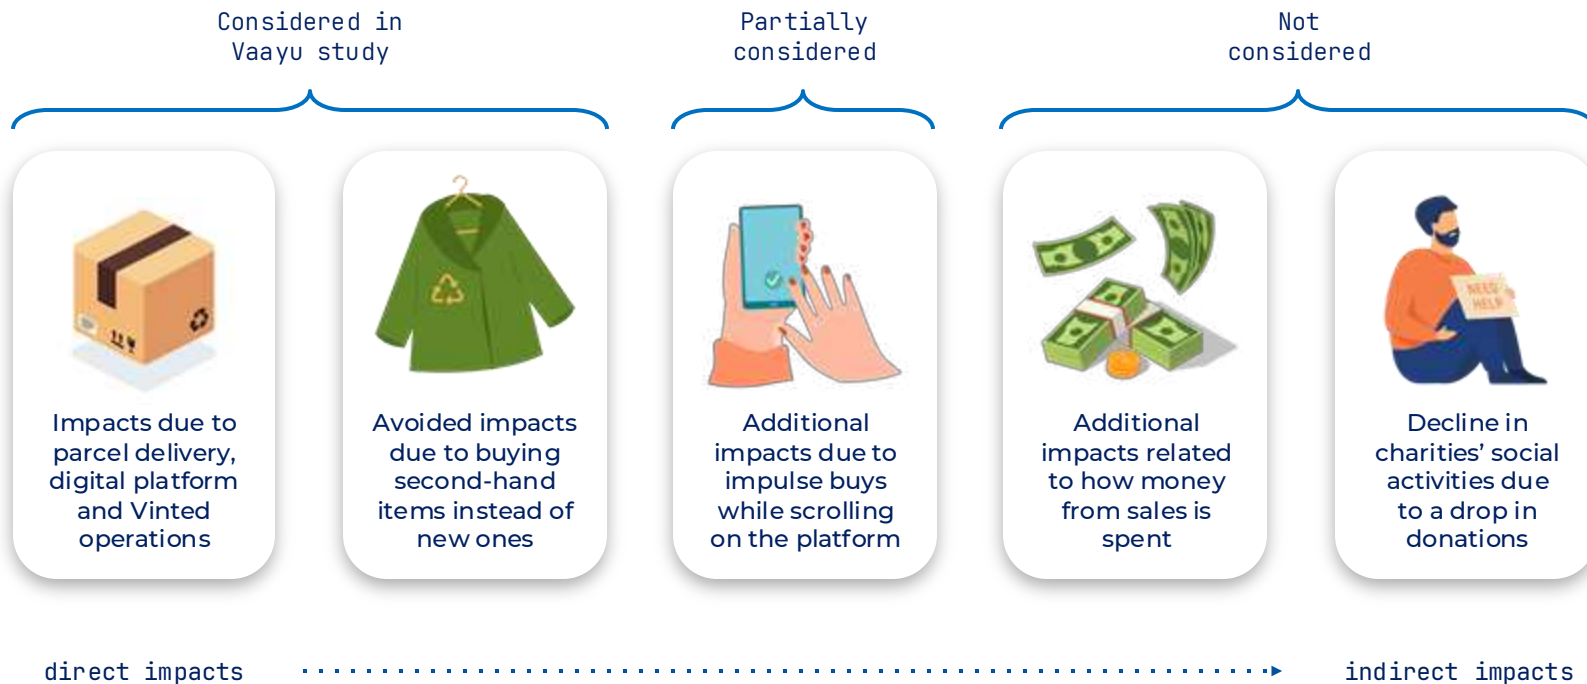 Considered in
Vaayu study
Partially
considered
Not
considered
NEED
HELP
Impacts due to
parcel delivery,
digital platform
and Vinted
operations
Avoided impacts
due to buying
second-hand
items instead of
new ones
Additional
impacts due to
impulse buys
while scrolling
on the platform
Additional
impacts related
to how money
from sales is
spent
Decline in
charities’ social
activities due
to a drop in
donations
direct impacts
indirect impacts